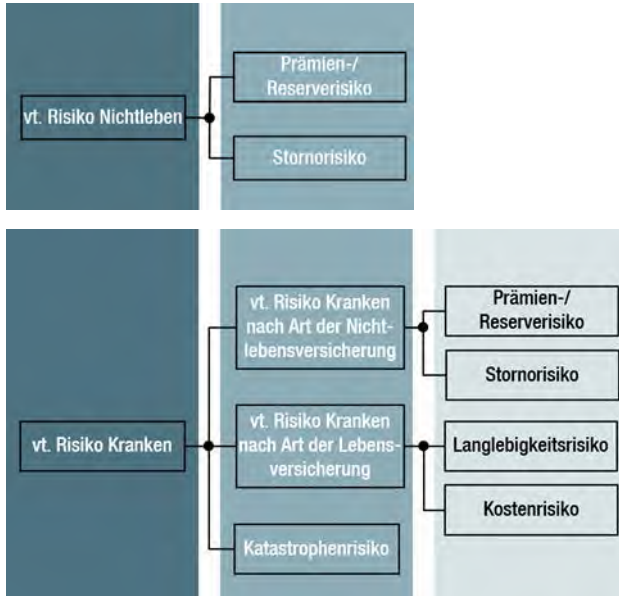 vt. Risiko Nichtleben
Prämien-/
Reserverisiko
Stornorisiko
vt. Risiko Kranken
vt. Risiko Kranken
nach Art der Nicht-
lebensversicherung
Prämien-/
Reserverisiko
Stornorisiko
vt. Risiko Kranken
nach Art der Lebens-
versicherung
Langlebigkeitsrisiko
Kostenrisiko
Katastrophenrisiko